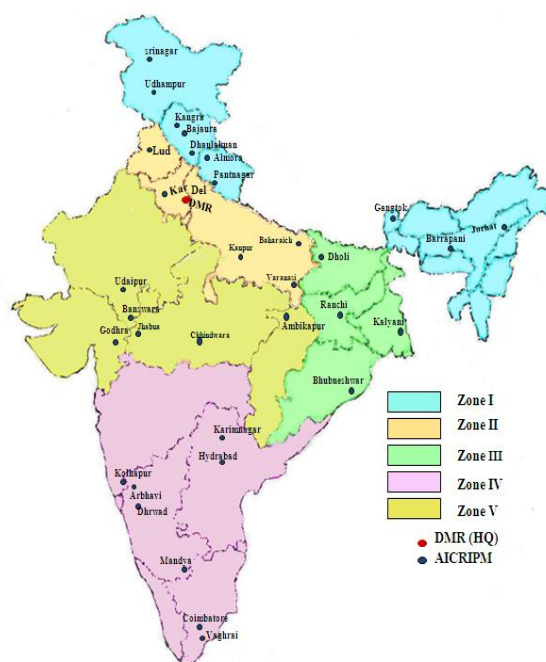 srinagar
Udhampur
Kangra
Bajaura
Dhaulakuan
Lud
Almora
Pantnagar
Kar
Del
DMR
Gangtok
Jorhat
Barrapani
Baharaich
Kanpur
Dholi
Varanasi
Udaipur
Banswara
Jhabua
Godhra
Chhindwara
Ambikapur
Ranchi
Kalyani
Bhubneshwar
Karimnagar
Hydrabad
Kolhapur
Arbhavi
Dhrwad
Mandya
Coimbatore
Vaghrai
Zone I
Zone II
Zone III
Zone IV
Zone V
DMR (HQ)
AICRIPM